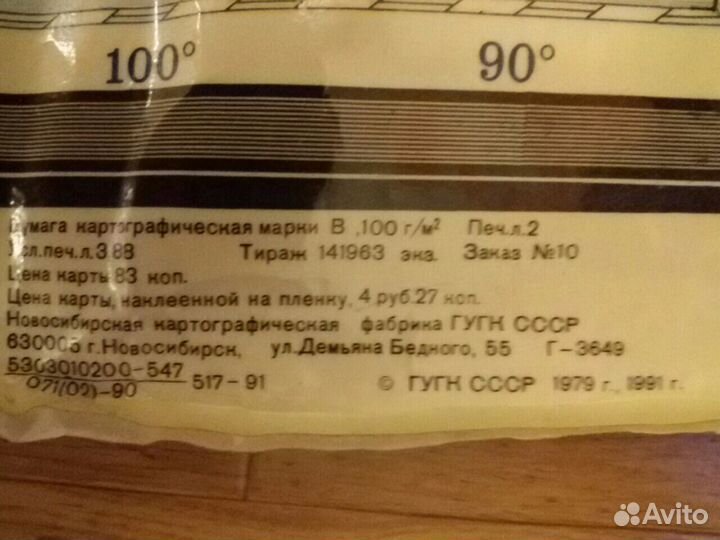 100° 90°
Бумага картографическая марки В ,100 г/м² Печ.л.2
Усл.печ.л.3.88 Тираж 141963 экз. Заказ №10
Цена карты 83 коп.
Цена карты, наклеенной на пленку, 4 руб.27 коп.
Новосибирская картографическая фабрика ГУГК СССР
630005 г.Новосибирск, ул.Демьяна Бедного, 55 Г-3649
5303010200-547
071(02)-90 517-91 © ГУГК СССР 1979 г., 1991 г.
Avito